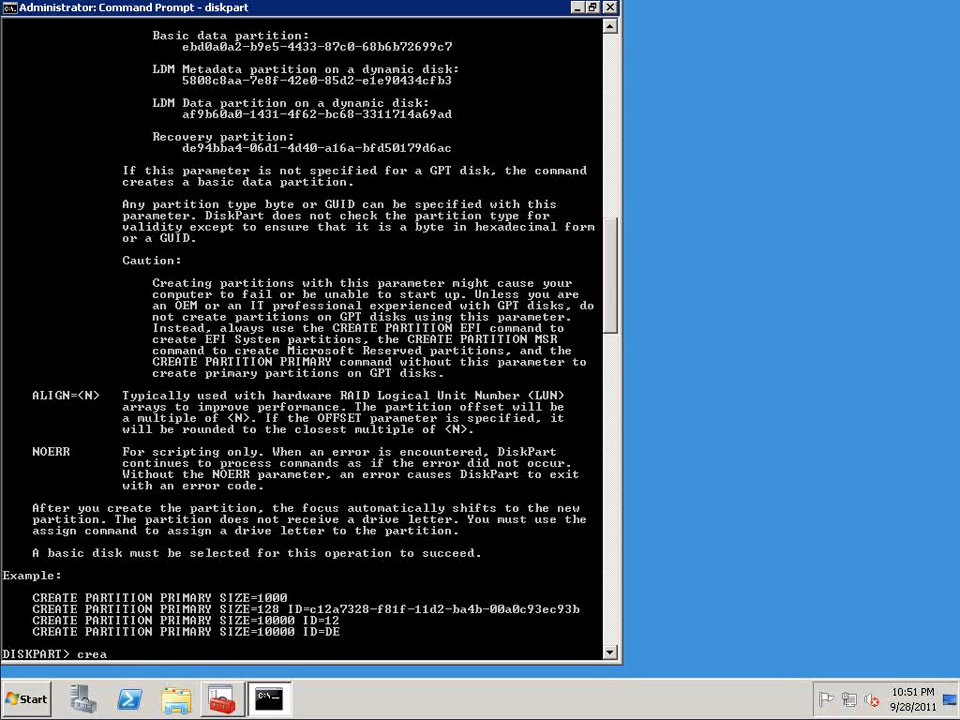 Administrator: Command Prompt - diskpart
Basic data partition:
ebd0a0a2-b9e5-4433-87c0-68b6b72699c7
LDM Metadata partition on a dynamic disk:
5808c8aa-7e8f-42e0-85d2-e1e90434cfb3
LDM Data partition on a dynamic disk:
af9b60a0-1431-4f62-bc68-3311714a69ad
Recovery partition:
de94bba4-06d1-4d40-a16a-bfd50179d6ac
If this parameter is not specified for a GPT disk, the command
creates a basic data partition.
Any partition type byte or GUID can be specified with this
parameter. DiskPart does not check the partition type for
validity except to ensure that it is a byte in hexadecimal form
or a GUID.
Caution:
Creating partitions with this parameter might cause your
computer to fail or be unable to start up. Unless you are
an OEM or an IT professional experienced with GPT disks, do
not create partitions on GPT disks using this parameter.
Instead, always use the CREATE PARTITION EFI command to
create EFI System partitions, the CREATE PARTITION MSR
command to create Microsoft Reserved partitions, and the
CREATE PARTITION PRIMARY command without this parameter to
create primary partitions on GPT disks.
ALIGN=<N> Typically used with hardware RAID Logical Unit Number (LUN)
arrays to improve performance. The partition offset will be
a multiple of <N>. If the OFFSET parameter is specified, it
will be rounded to the closest multiple of <N>.
NOERR For scripting only. When an error is encountered, DiskPart
continues to process commands as if the error did not occur.
Without the NOERR parameter, an error causes DiskPart to exit
with an error code.
After you create the partition, the focus automatically shifts to the new
partition. The partition does not receive a drive letter. You must use the
assign command to assign a drive letter to the partition.
A basic disk must be selected for this operation to succeed.
Example:
CREATE PARTITION PRIMARY SIZE=1000
CREATE PARTITION PRIMARY SIZE=128 ID=c12a7328-f81f-11d2-ba4b-00a0c93ec93b
CREATE PARTITION PRIMARY SIZE=10000 ID=12
CREATE PARTITION PRIMARY SIZE=10000 ID=DE
DISKPART> crea
Start
10:51 PM
9/28/2011